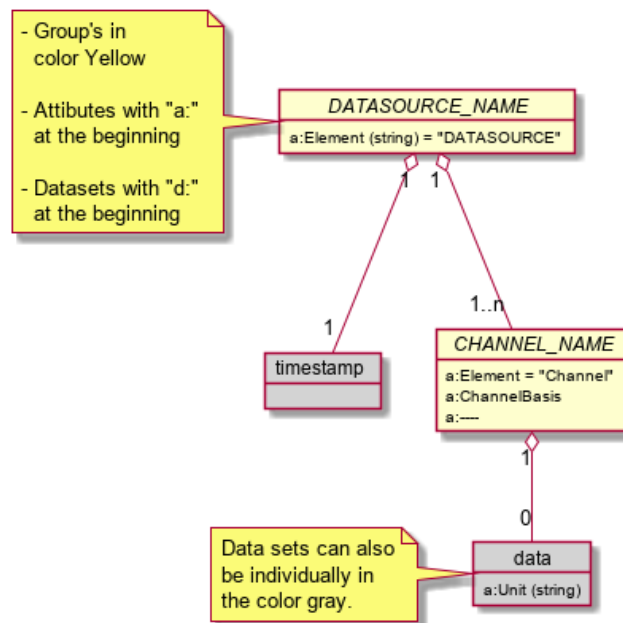 - Group's in
color Yellow
- Attibutes with "a:"
at the beginning
- Datasets with "d:"
at the beginning
DATASOURCE_NAME
a:Element (string) = "DATASOURCE"
1
1
1
1..n
timestamp
CHANNEL_NAME
a:Element = "Channel"
a:ChannelBasis
a:----
1
0
Data sets can also
be individually in
the color gray.
data
a:Unit (string)